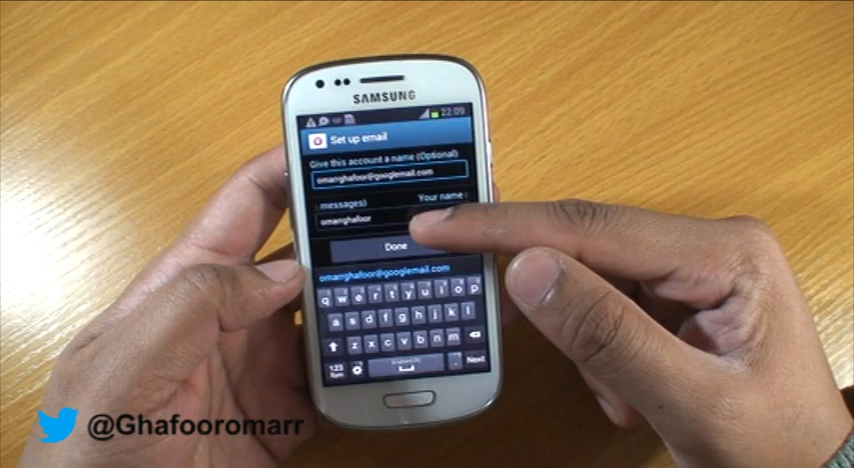 SAMSUNG
22:09
Set up email
Give this account a name (Optional)
omarrghafoor@googlemail.com
messages) Your name
omarrghafoor
Done
omarrghafoor@googlemail.com
q w e r t y u i o p
a s d f g h j k l
z x c v b n m
123
Sym
.
Next
@Ghafooromarr